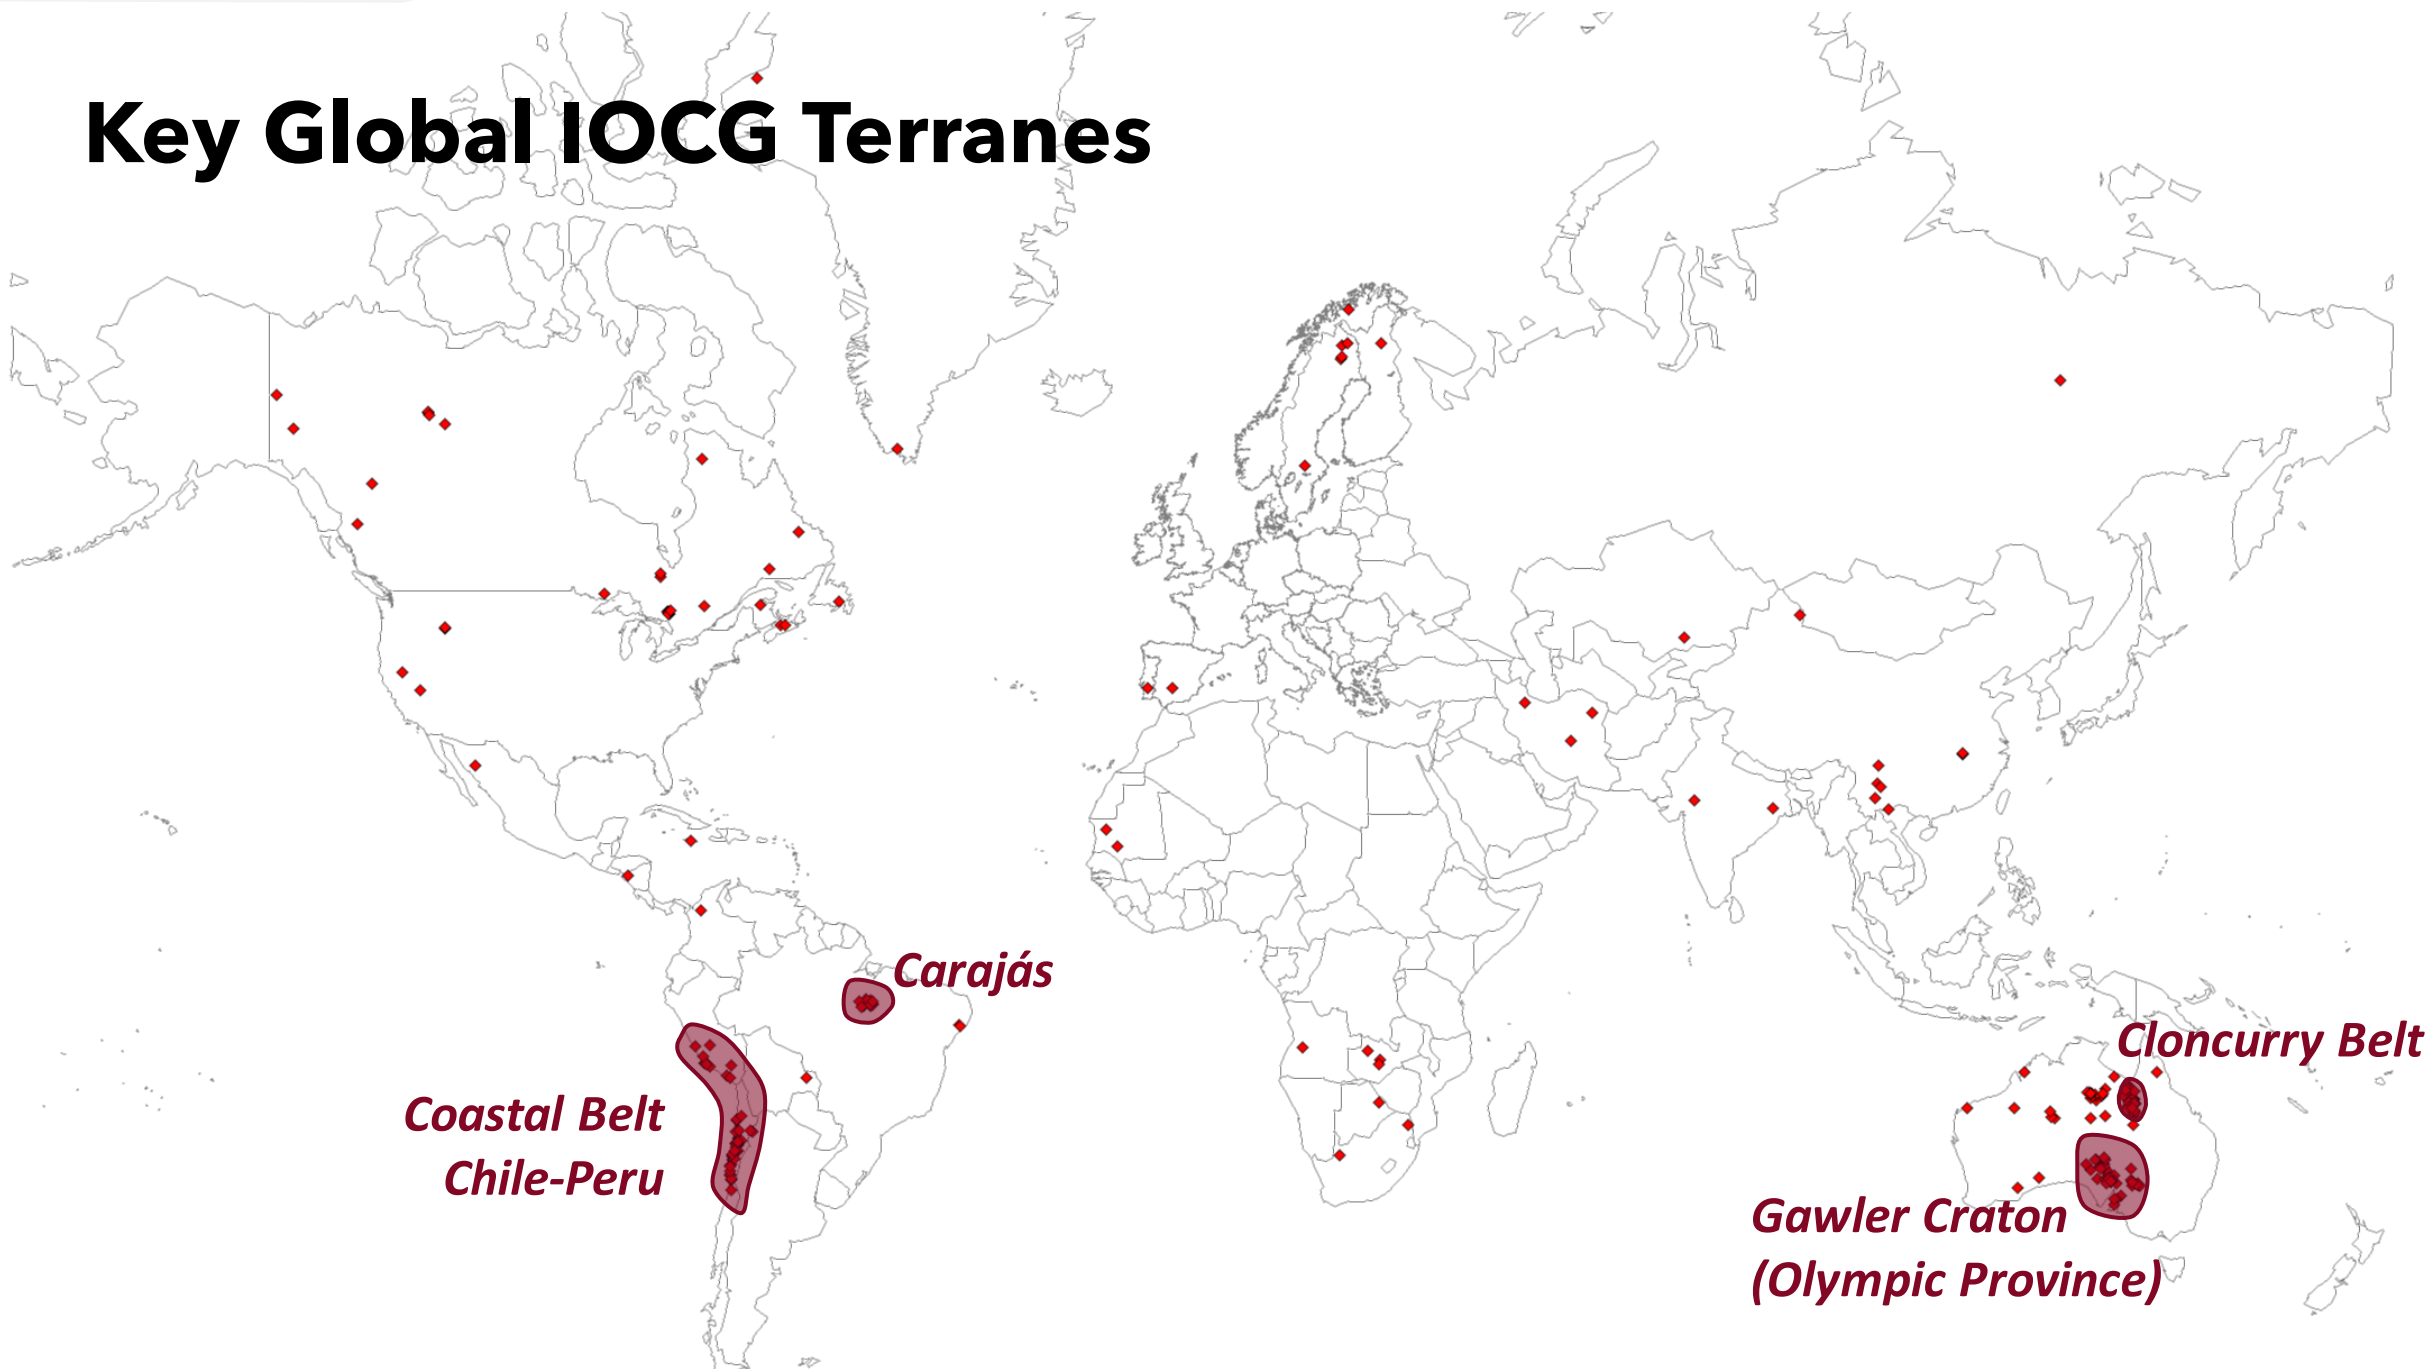 Key Global IOCG Terranes
Carajás
Cloncurry Belt
Coastal Belt
Chile-Peru
Gawler Craton
(Olympic Province)